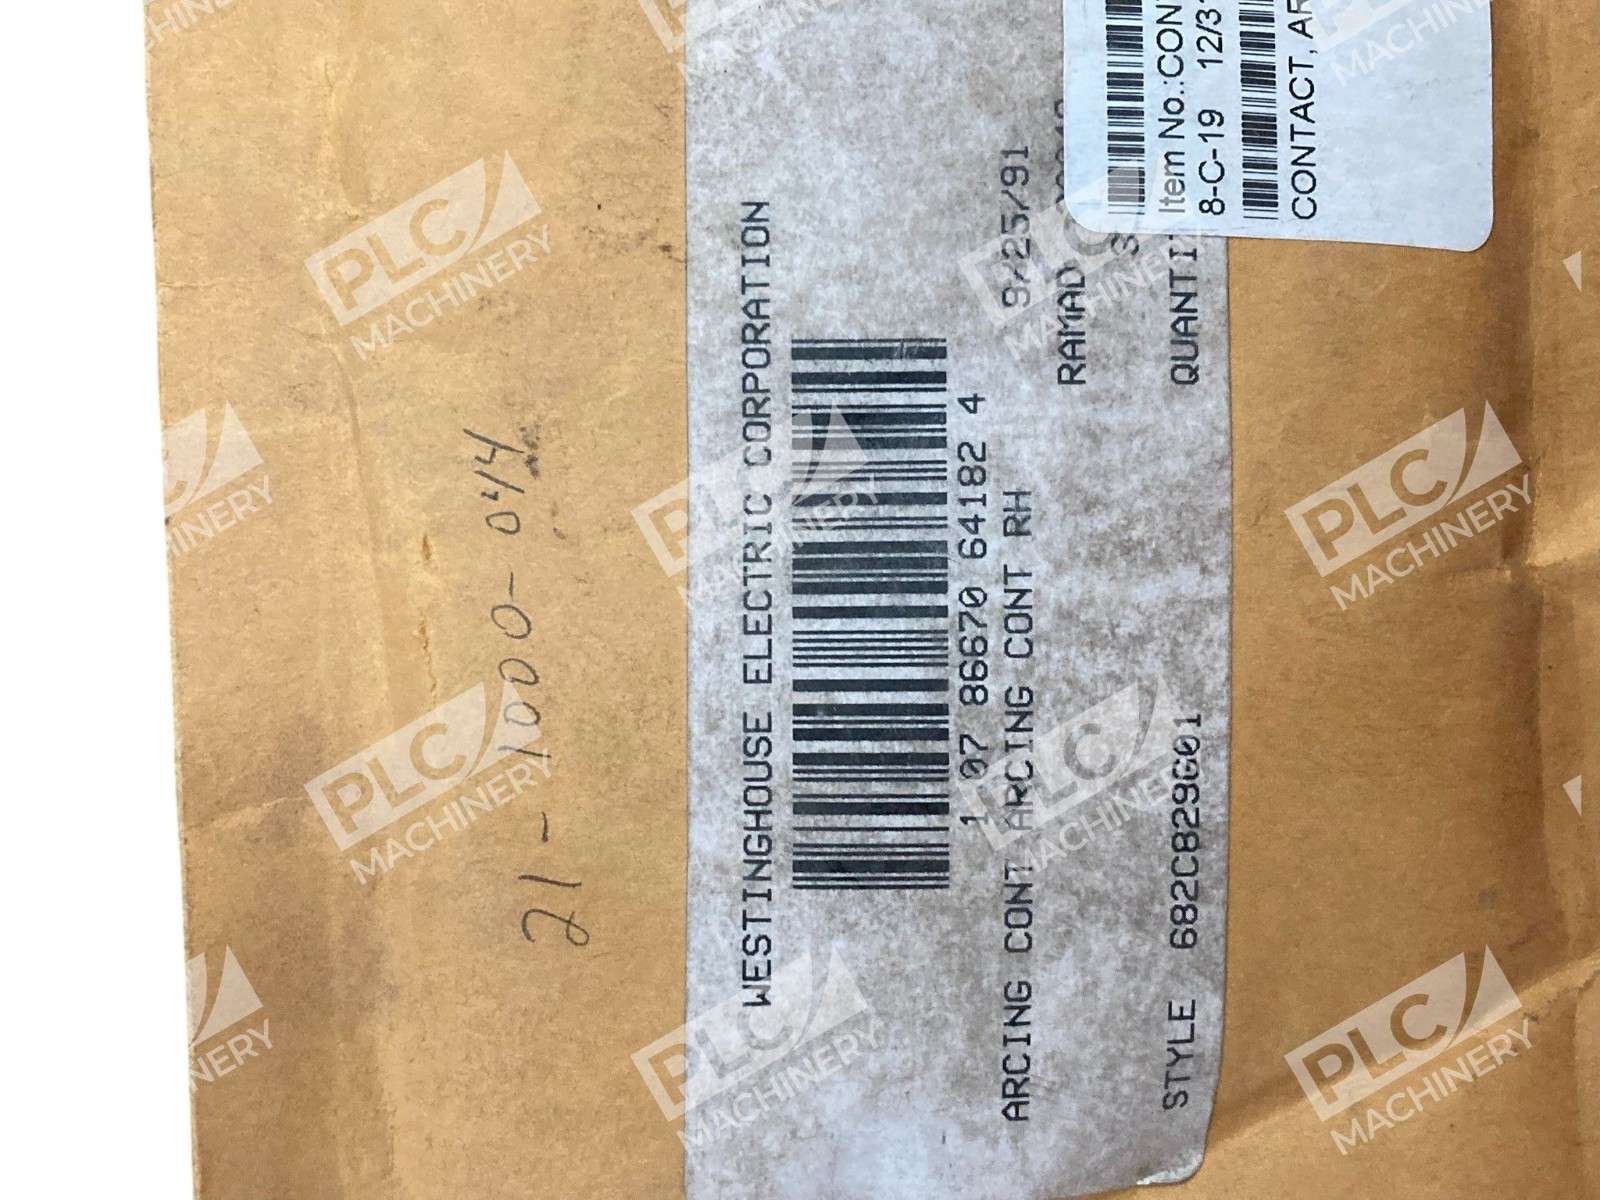 21-1000-044
WESTINGHOUSE ELECTRIC CORPORATION
1 07 86670 64182 4
ARCING CONT ARCING CONT RH 9/25/91
RAMAD
STYLE 682C829G01 QUANTI
Item No.:CON
8-C-19 12/31
CONTACT, AR
PLC MACHINERY